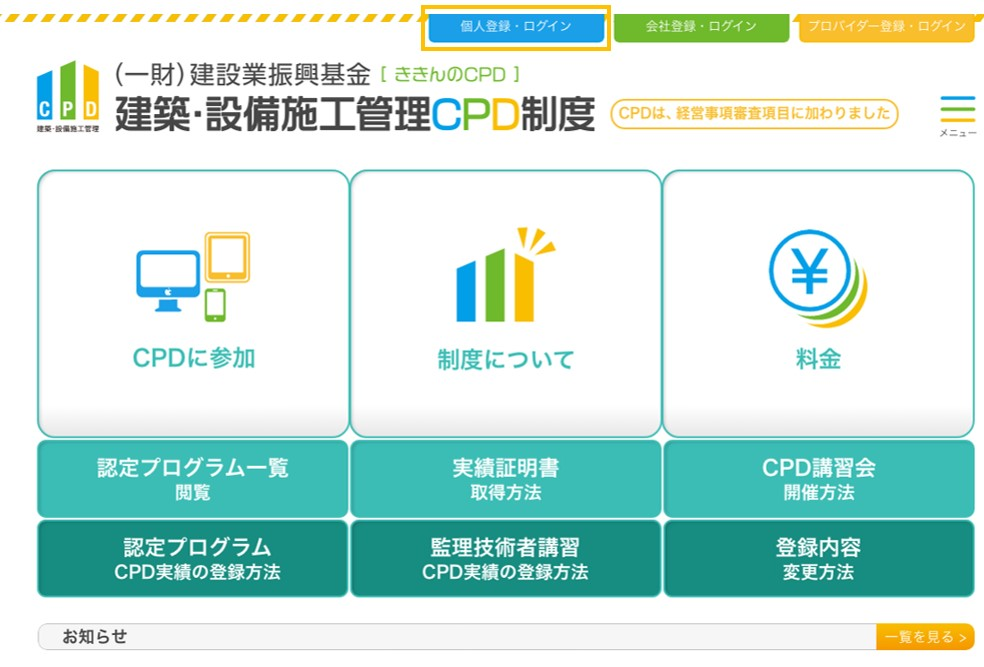 個人登録・ログイン
会社登録・ログイン
プロバイダー登録・ログイン
(一財)建設業振興基金 [ ききんのCPD ]
建築・設備施工管理CPD制度
CPDは、経営事項審査項目に加わりました
CPD
建築・設備施工管理
メニュー
CPDに参加
制度について
料金
認定プログラム一覧
閲覧
実績証明書
取得方法
CPD講習会
開催方法
認定プログラム
CPD実績の登録方法
監理技術者講習
CPD実績の登録方法
登録内容
変更方法
お知らせ
一覧を見る >